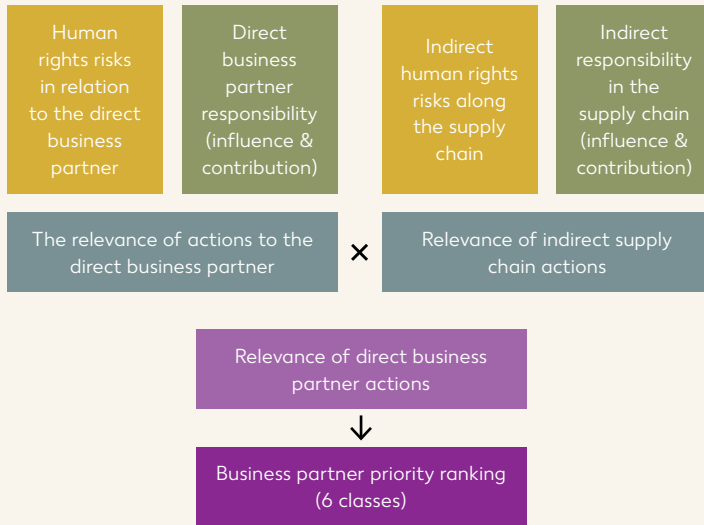 Human
rights risks
in relation
to the direct
business
partner
Direct
business
partner
responsibility
(influence &
contribution)
Indirect
human rights
risks along
the supply
chain
Indirect
responsibility
in the
supply chain
(influence &
contribution)
The relevance of actions to the
direct business partner
×
Relevance of indirect supply
chain actions
Relevance of direct business
partner actions
Business partner priority ranking
(6 classes)